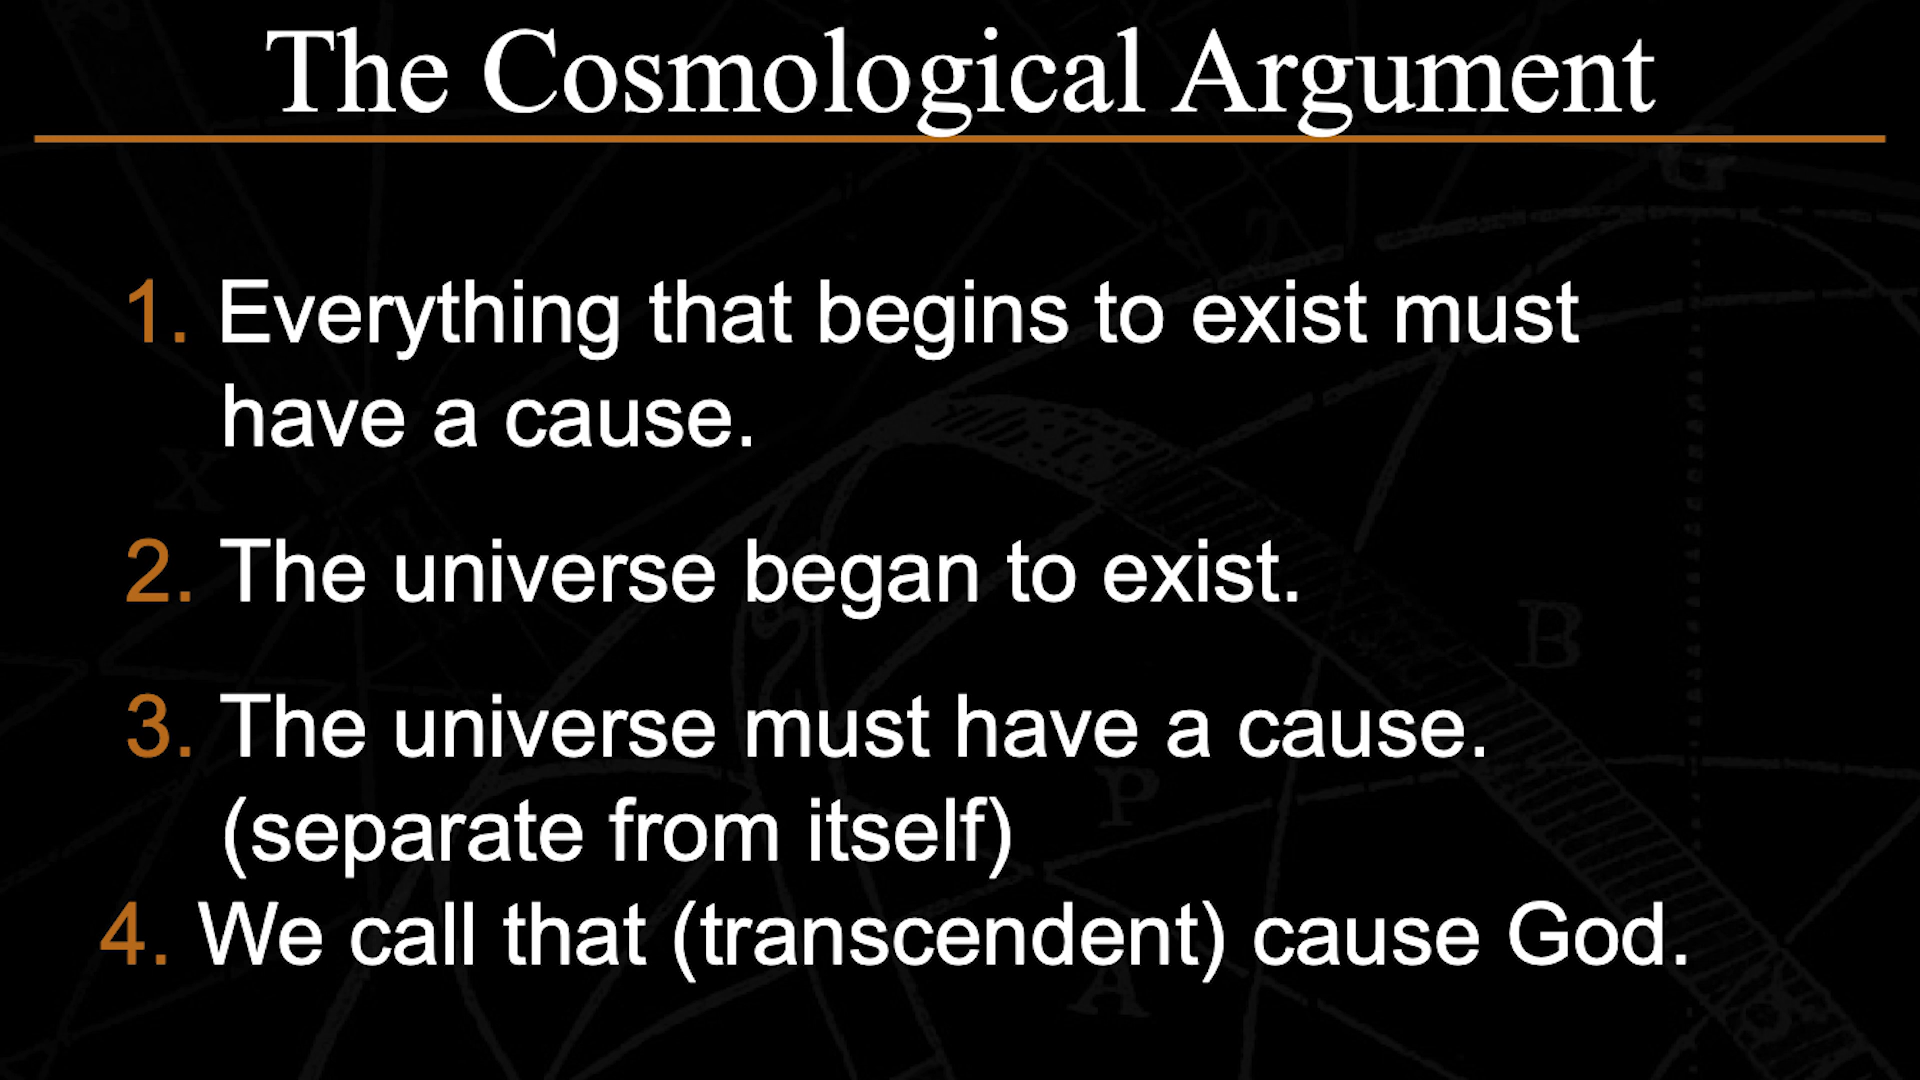 The Cosmological Argument
1. Everything that begins to exist must
have a cause.
2. The universe began to exist.
3. The universe must have a cause.
(separate from itself)
4. We call that (transcendent) cause God.
G
2
X
B
P
A